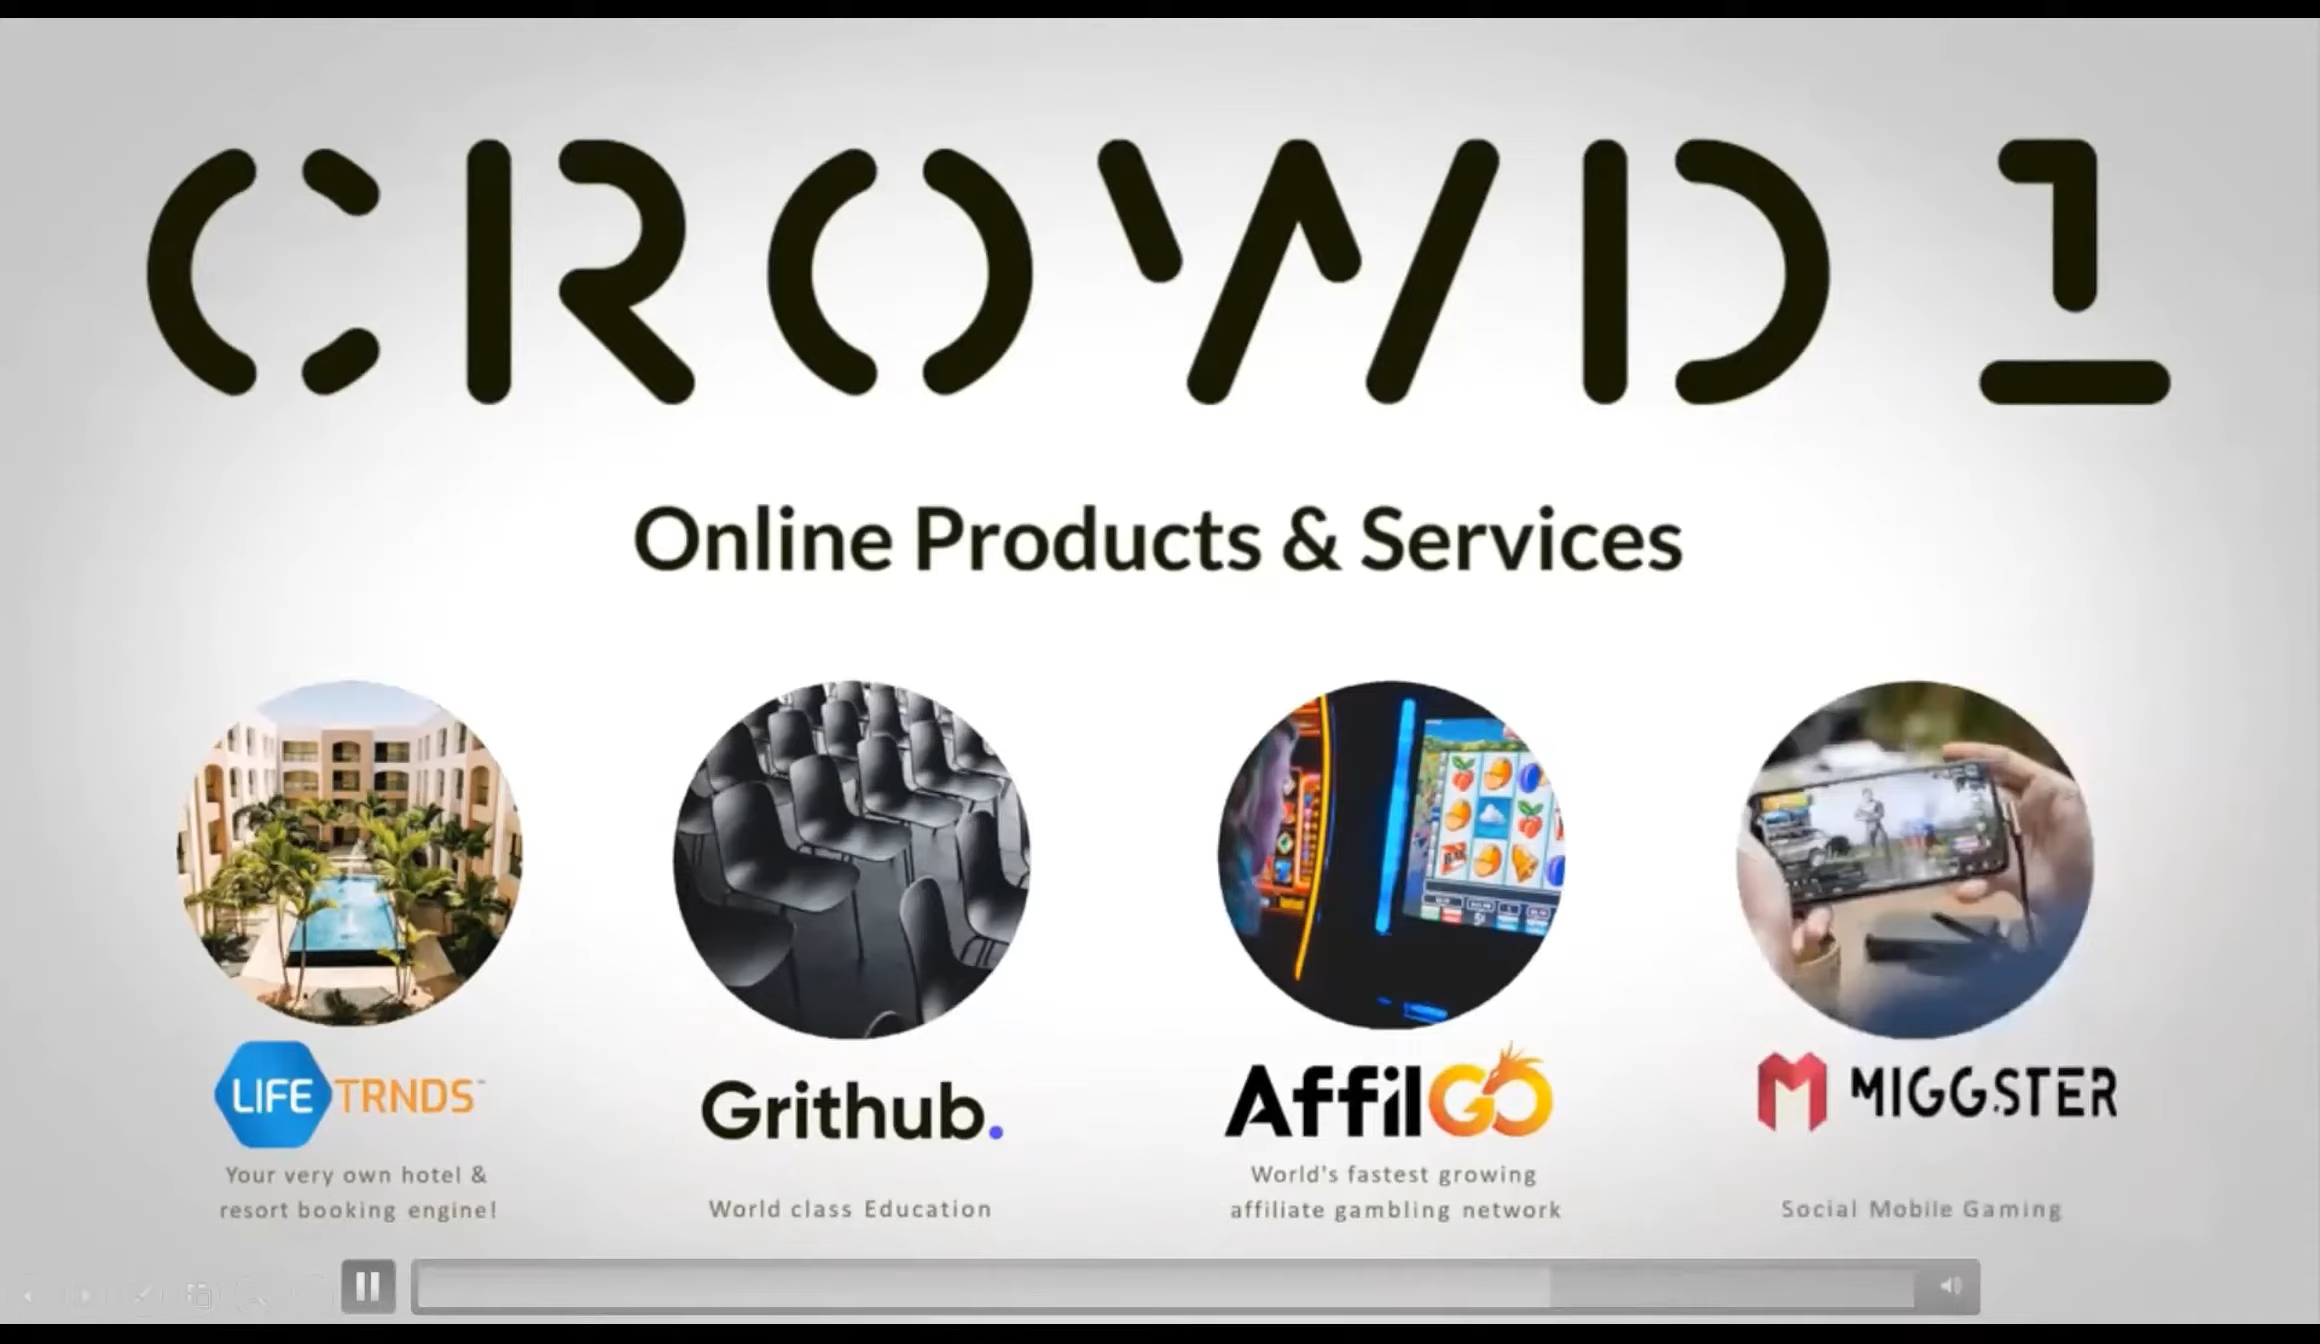 CROWD 1
Online Products & Services
LIFE TRNDS™
Your very own hotel &
resort booking engine!
Grithub.
World class Education
AffilGO
World's fastest growing
affiliate gambling network
MIGGSTER
Social Mobile Gaming